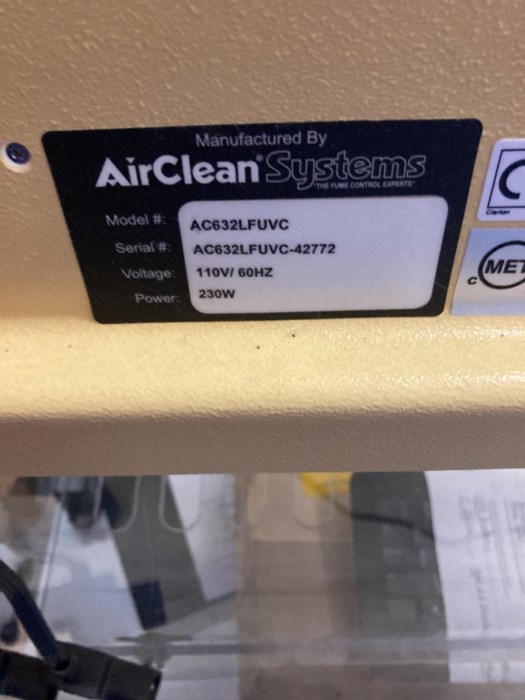 Manufactured By
AirClean® Systems
"THE FUME CONTROL EXPERTS"
Model #: AC632LFUVC
Serial #: AC632LFUVC-42772
Voltage: 110V/ 60HZ
Power: 230W
Clarion
c MET